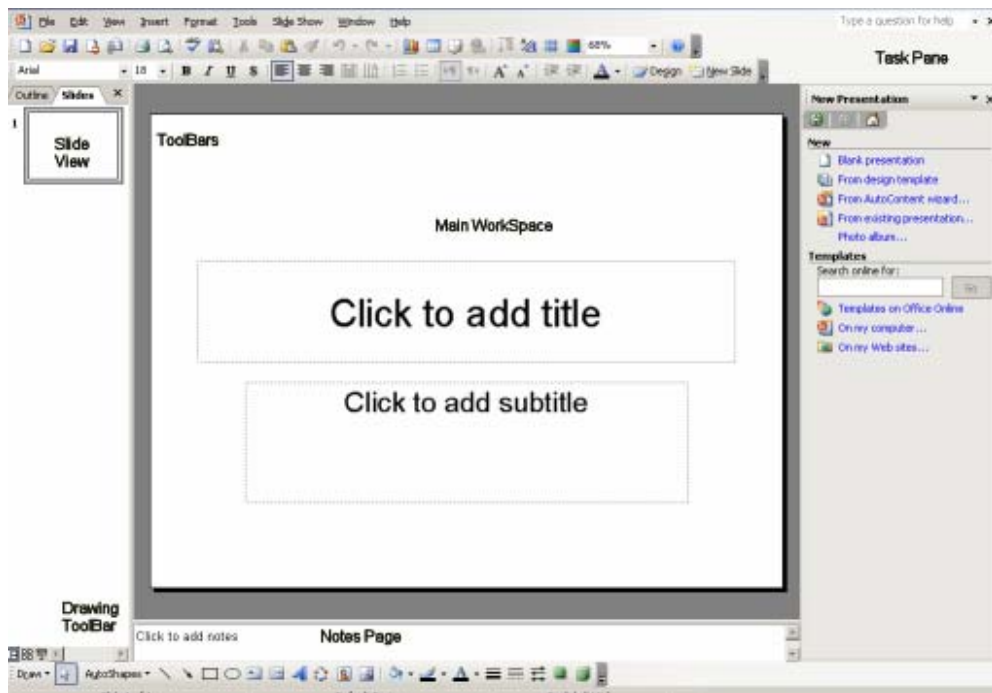 File Edit View Insert Format Tools Slide Show Window Help Type a question for help
68%
Task Pane
Arial 18 B I U S A A A Design New Slide
Outline Slides New Presentation
1
Slide
View
ToolBars
New
Blank presentation
From design template
From AutoContent wizard...
From existing presentation...
Photo album...
Main WorkSpace
Templates
Search online for:
Go
Click to add title
Templates on Office Online
On my computer...
On my Web sites...
Click to add subtitle
Drawing
ToolBar
Click to add notes Notes Page
Draw AutoShapes A